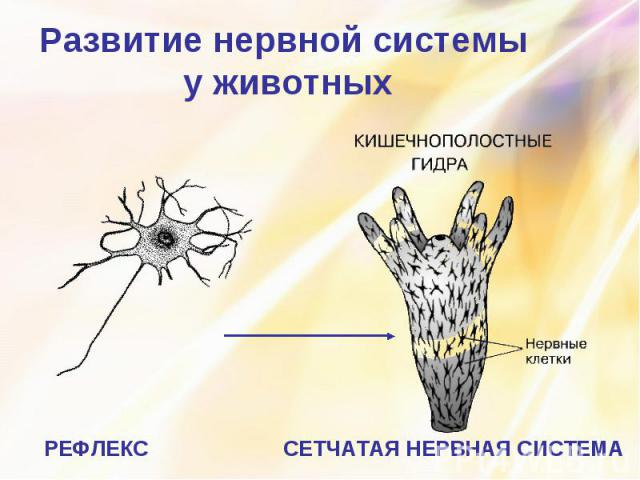 Развитие нервной системы
у животных
КИШЕЧНОПОЛОСТНЫЕ
ГИДРА
Нервные
клетки
РЕФЛЕКС
СЕТЧАТАЯ НЕРВНАЯ СИСТЕМА